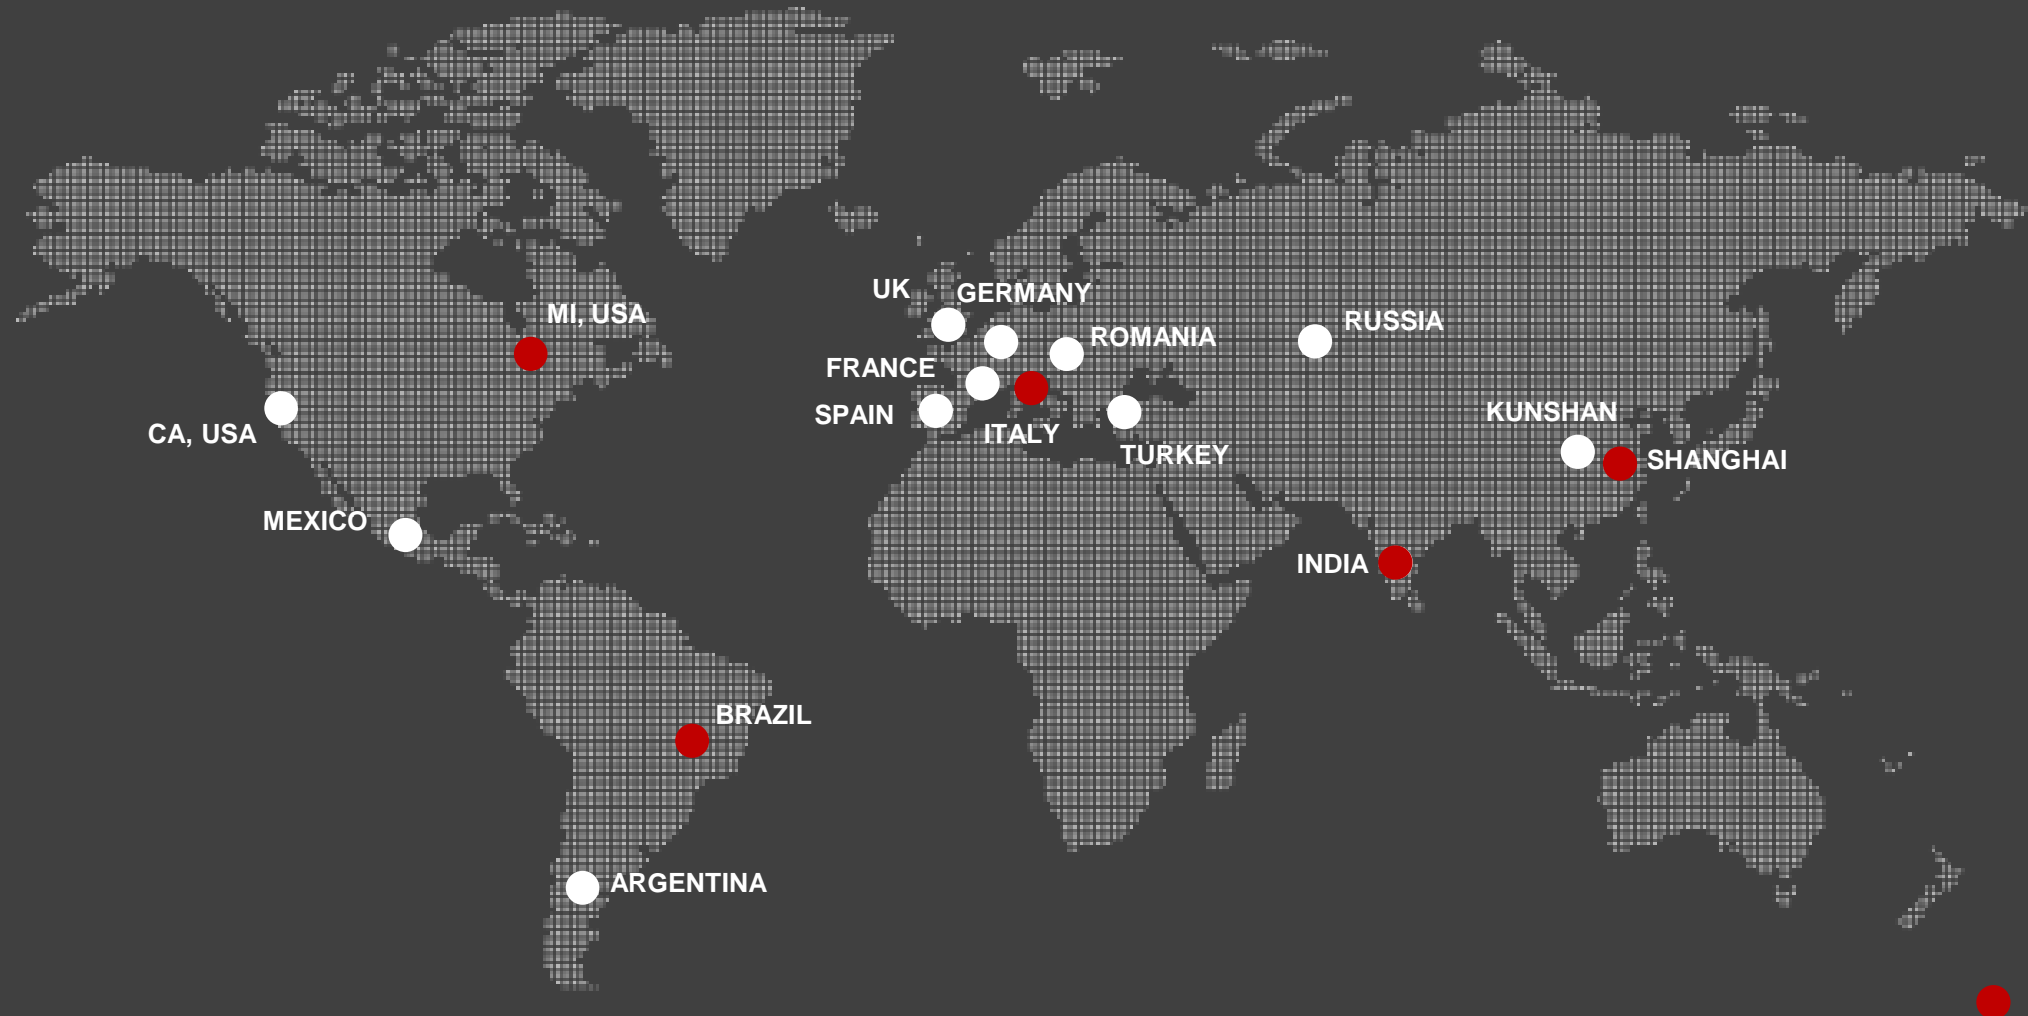 UK
GERMANY
MI, USA
RUSSIA
ROMANIA
FRANCE
KUNSHAN
SPAIN
CA, USA
ITALY
TURKEY
SHANGHAI
MEXICO
INDIA
BRAZIL
ARGENTINA